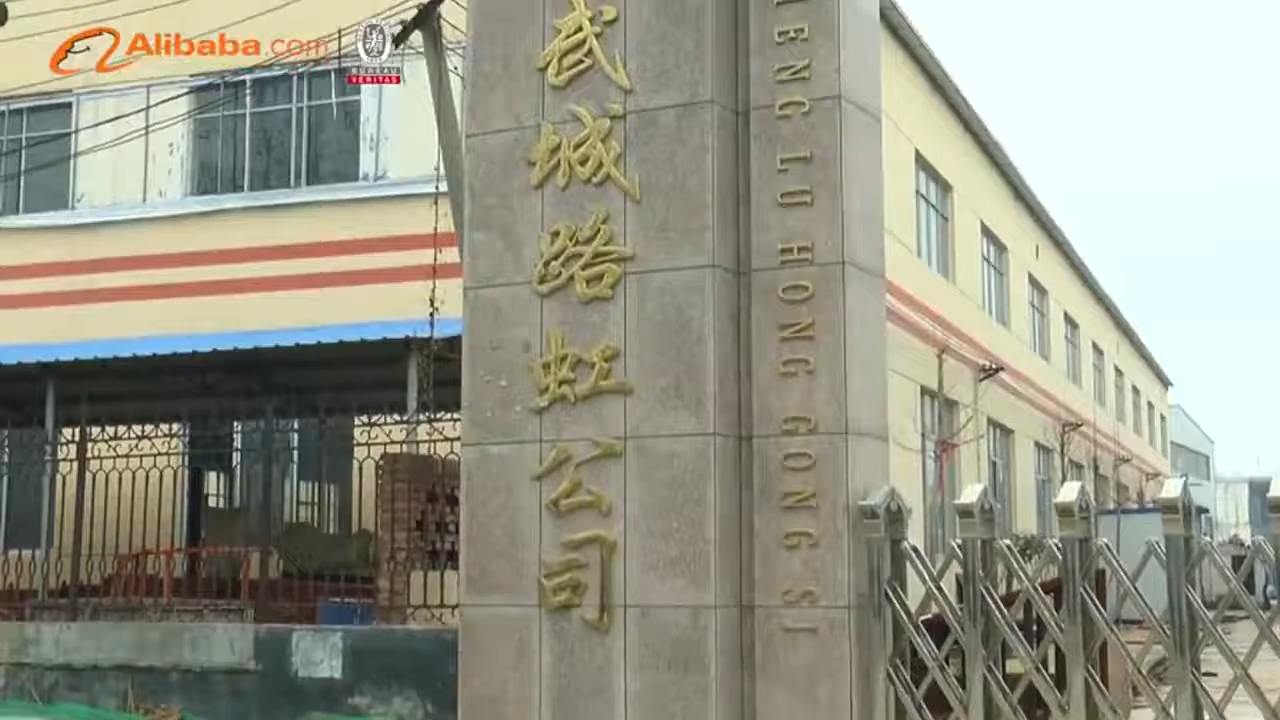 Alibaba.com
BUREAU
VERITAS
武城路虹公司
ENG LU HONG GONG SI